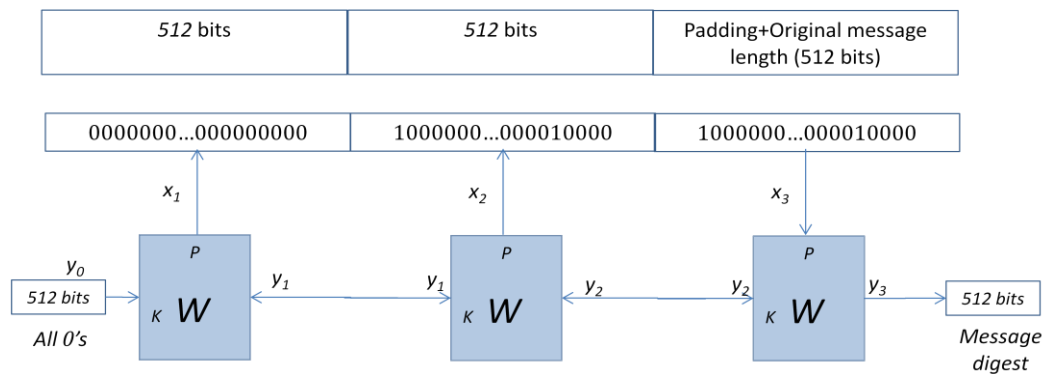 512 bits
512 bits
Padding+Original message
length (512 bits)
0000000...000000000
1000000...000010000
1000000...000010000
x1
x2
x3
P
P
P
y0
y1
y1
y2
y2
y3
512 bits
K W
K W
K W
512 bits
All 0's
Message
digest